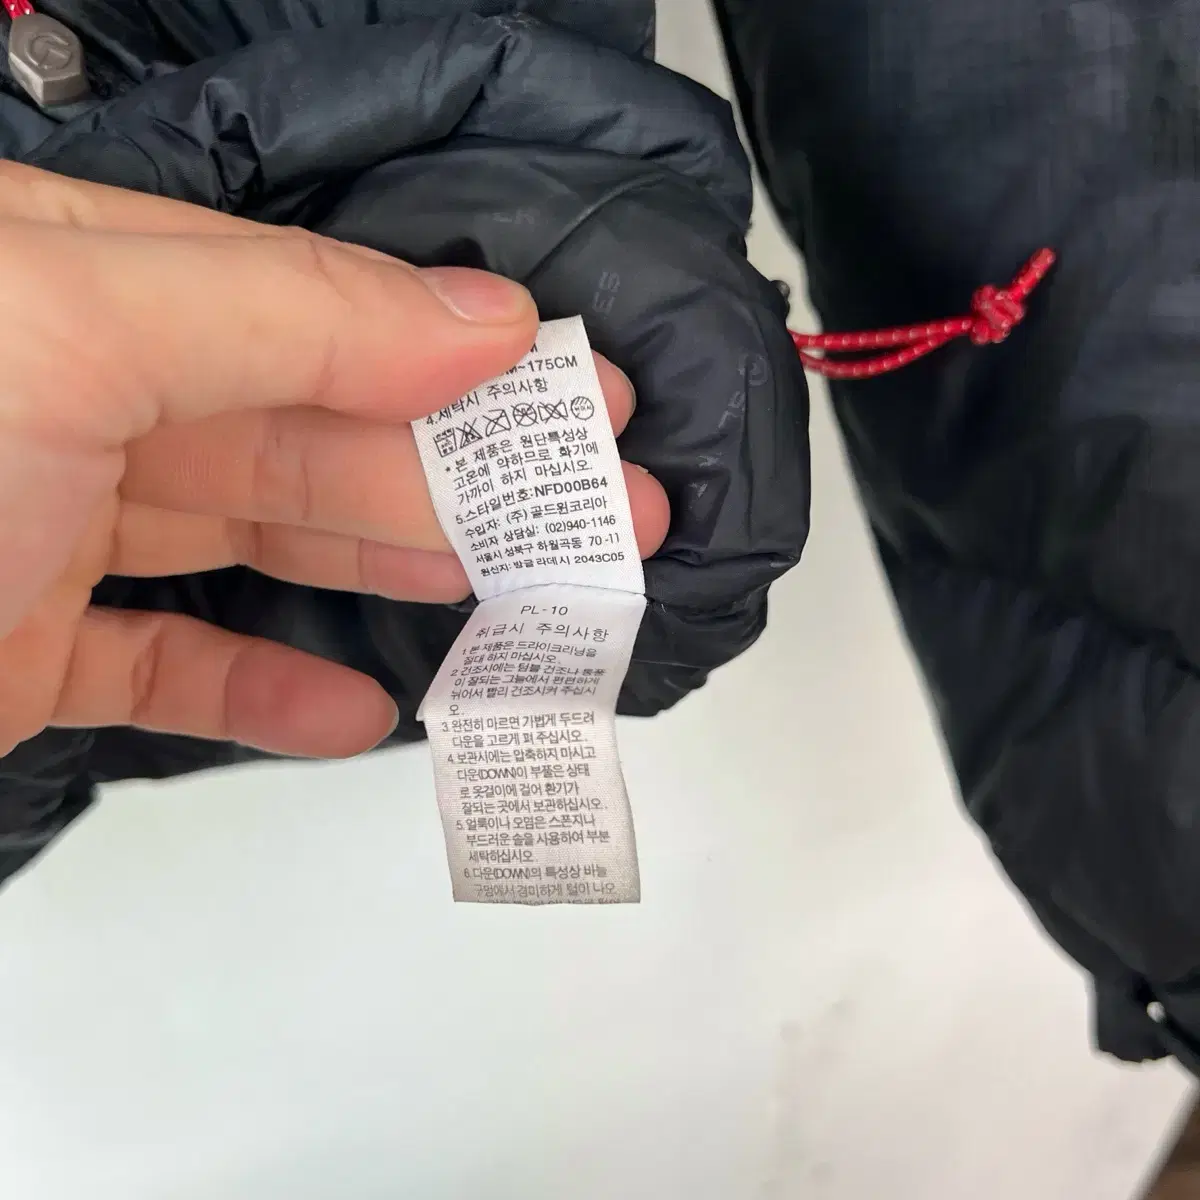 M~175CM
4.세탁시 주의사항
*본 제품은 원단특성상
고온에 약하므로 화기에
가까이 하지 마십시오.
5.스타일번호:NFD00B64
수입자: (주)골드윈코리아
소비자 상담실: (02)940-1146
서울시 성북구 하월곡동 70-11
원산지: 방글라데시 2043C05
PL-10
취급시 주의사항
1.본 제품은 드라이크리닝을
절대 하지 마십시오.
2.건조시에는 텀블 건조나 통풍
이 잘되는 그늘에서 편편하게
뉘어서 빨리 건조시켜 주십시
오.
3.완전히 마르면 가볍게 두드려
다운을 고르게 펴 주십시오.
4.보관시에는 압축하지 마시고
다운(DOWN)이 부풀은 상태
로 옷걸이에 걸어 환기가
잘되는 곳에서 보관하십시오.
5.얼룩이나 오염은 스폰지나
부드러운 솔을 사용하여 부분
세탁하십시오.
6.다운(DOWN)의 특성상 바늘
구멍에서 경미하게 털이 나오